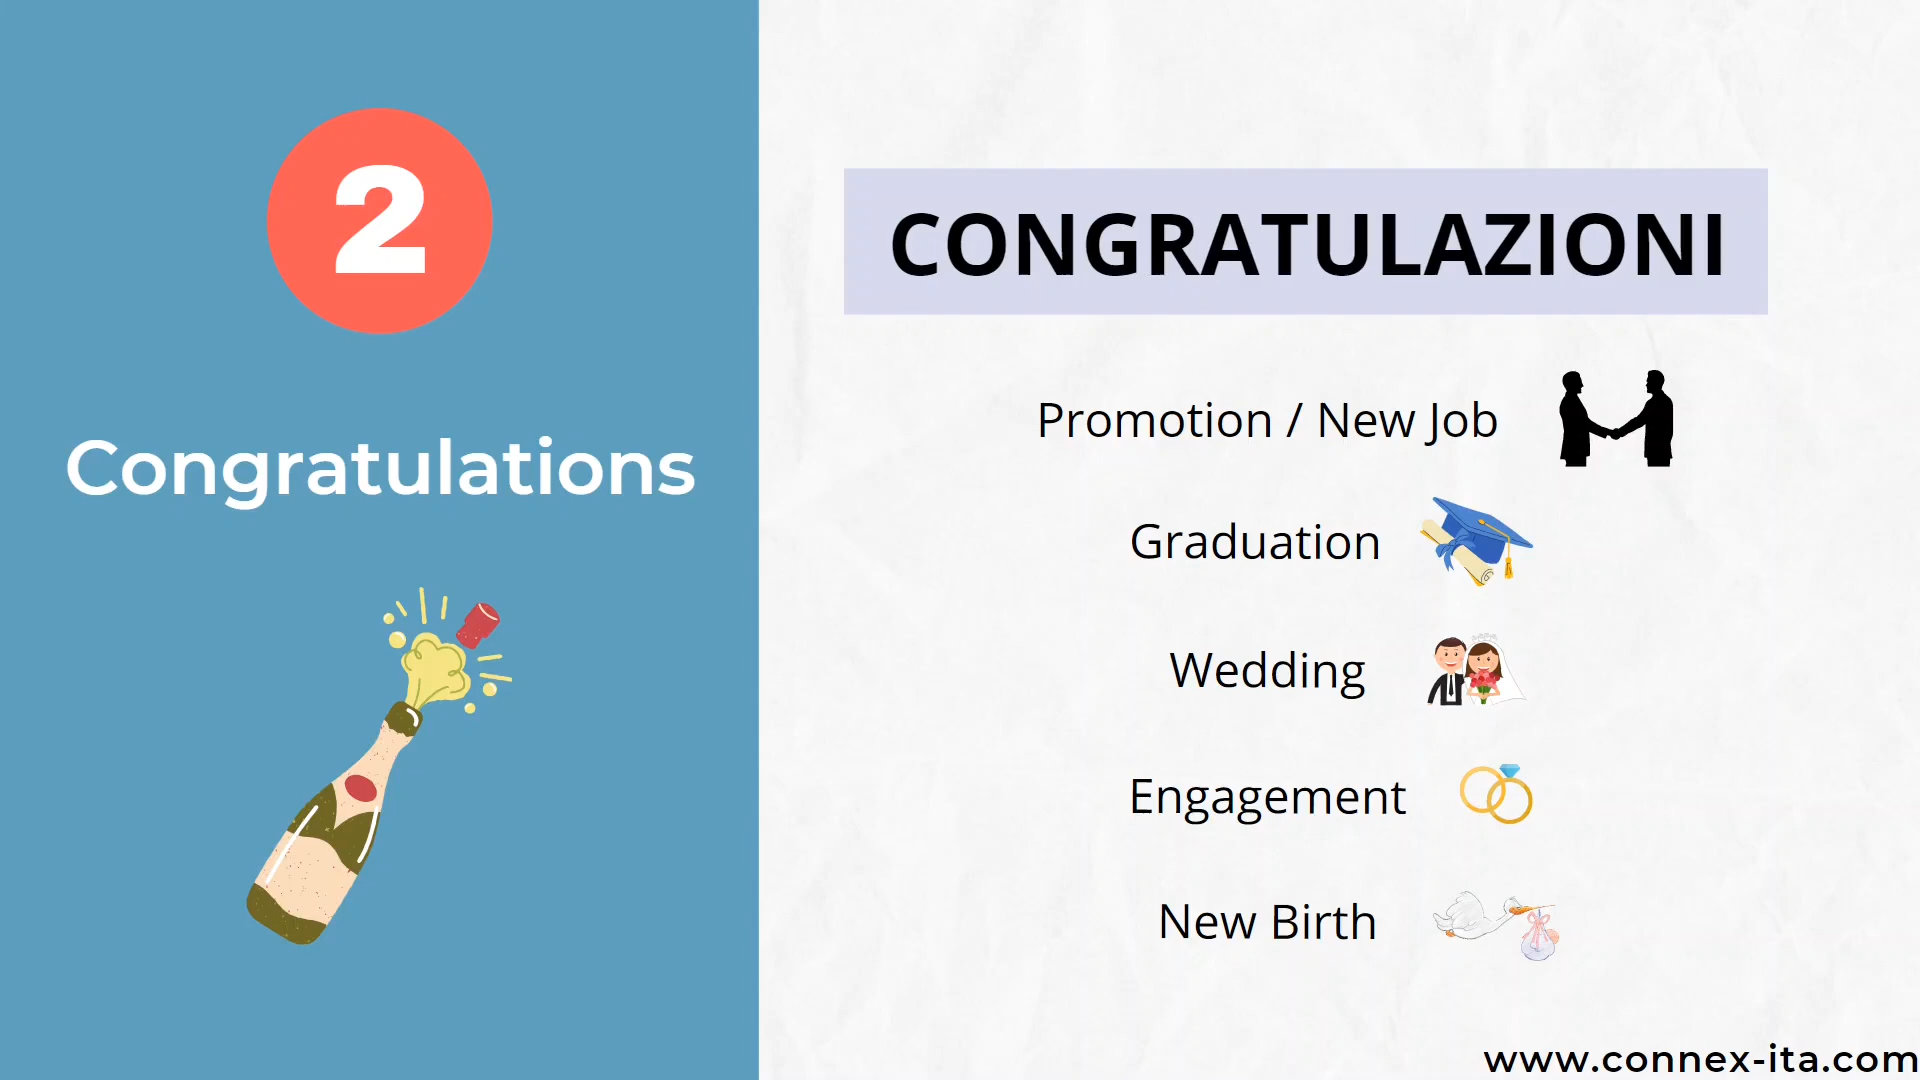 2
Congratulations
CONGRATULAZIONI
Promotion / New Job
Graduation
Wedding
Engagement
New Birth
www.connex-ita.com